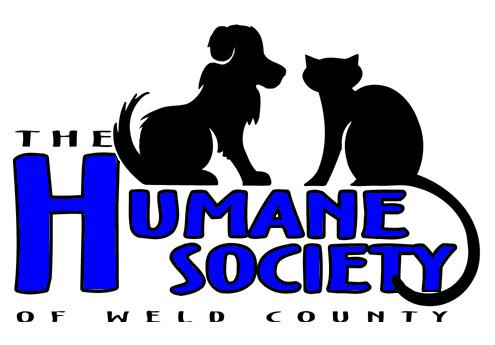 THE
HUMANE
SOCIETY
OF WELD COUNTY